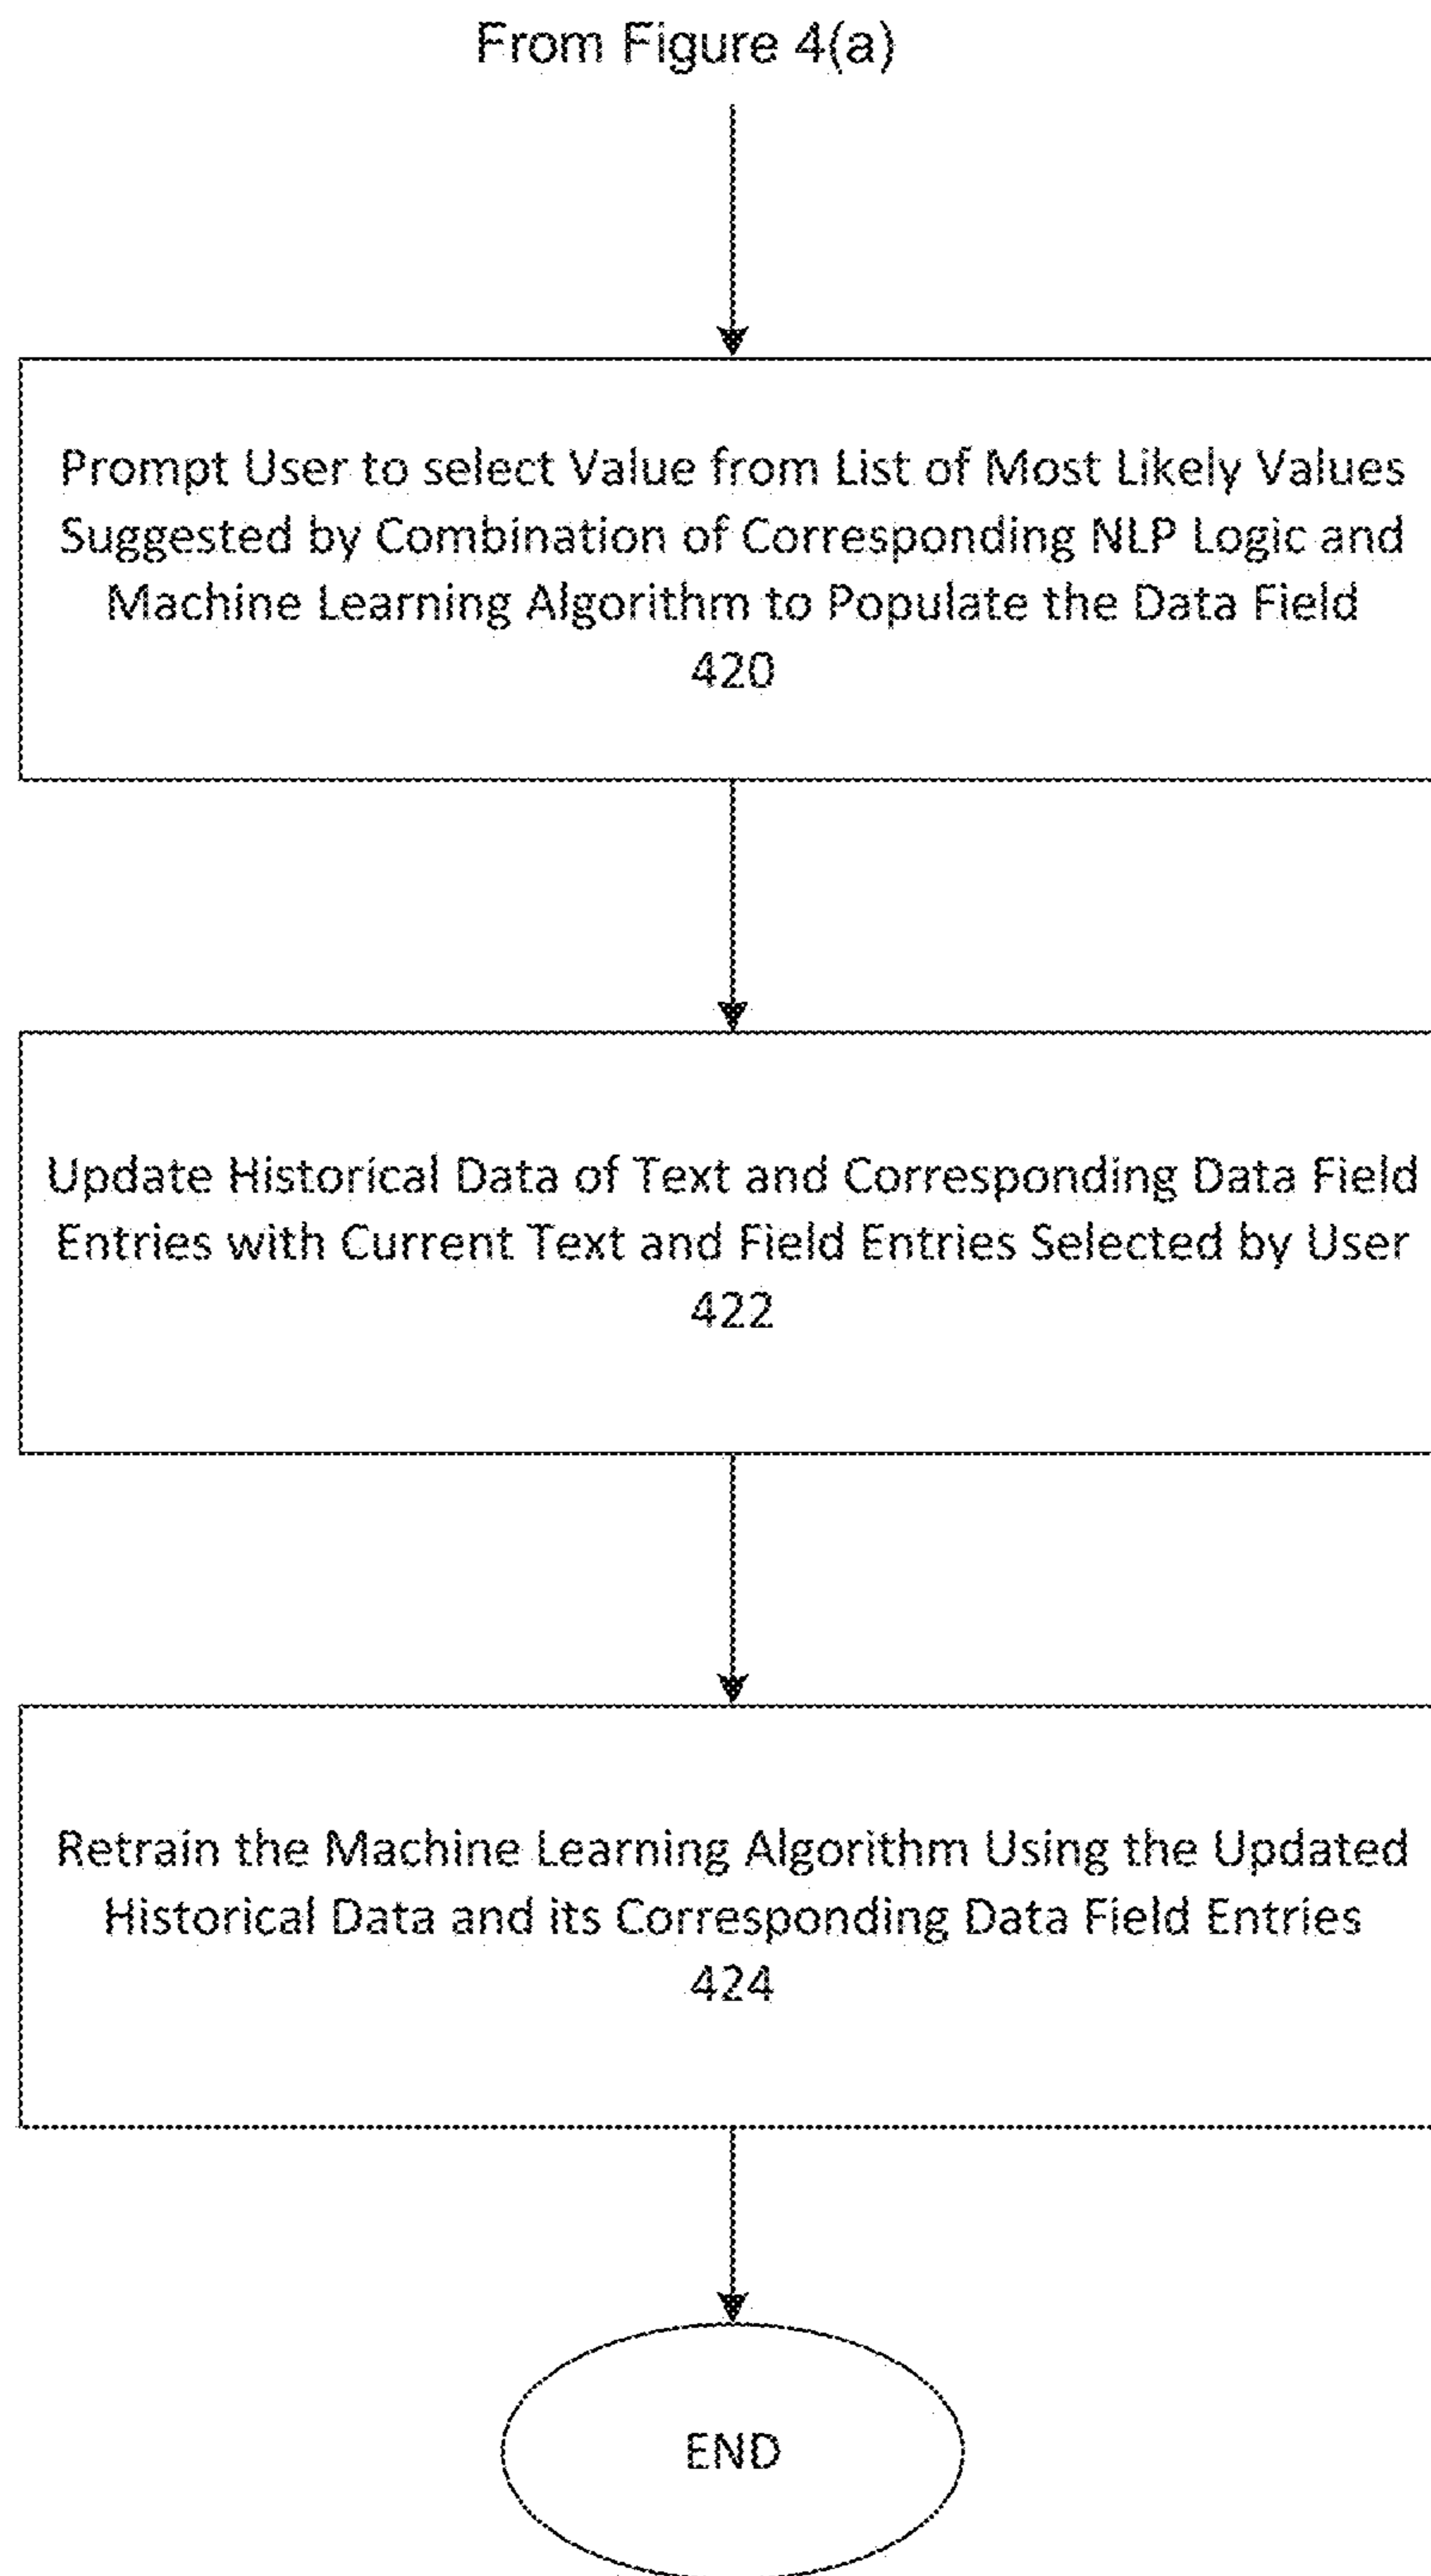 From Figure 4(a)
Prompt User to select Value from List of Most Likely Values
Suggested by Combination of Corresponding NLP Logic and
Machine Learning Algorithm to Populate the Data Field
420
Update Historical Data of Text and Corresponding Data Field
Entries with Current Text and Field Entries Selected by User
422
Retrain the Machine Learning Algorithm Using the Updated
Historical Data and its Corresponding Data Field Entries
424
END